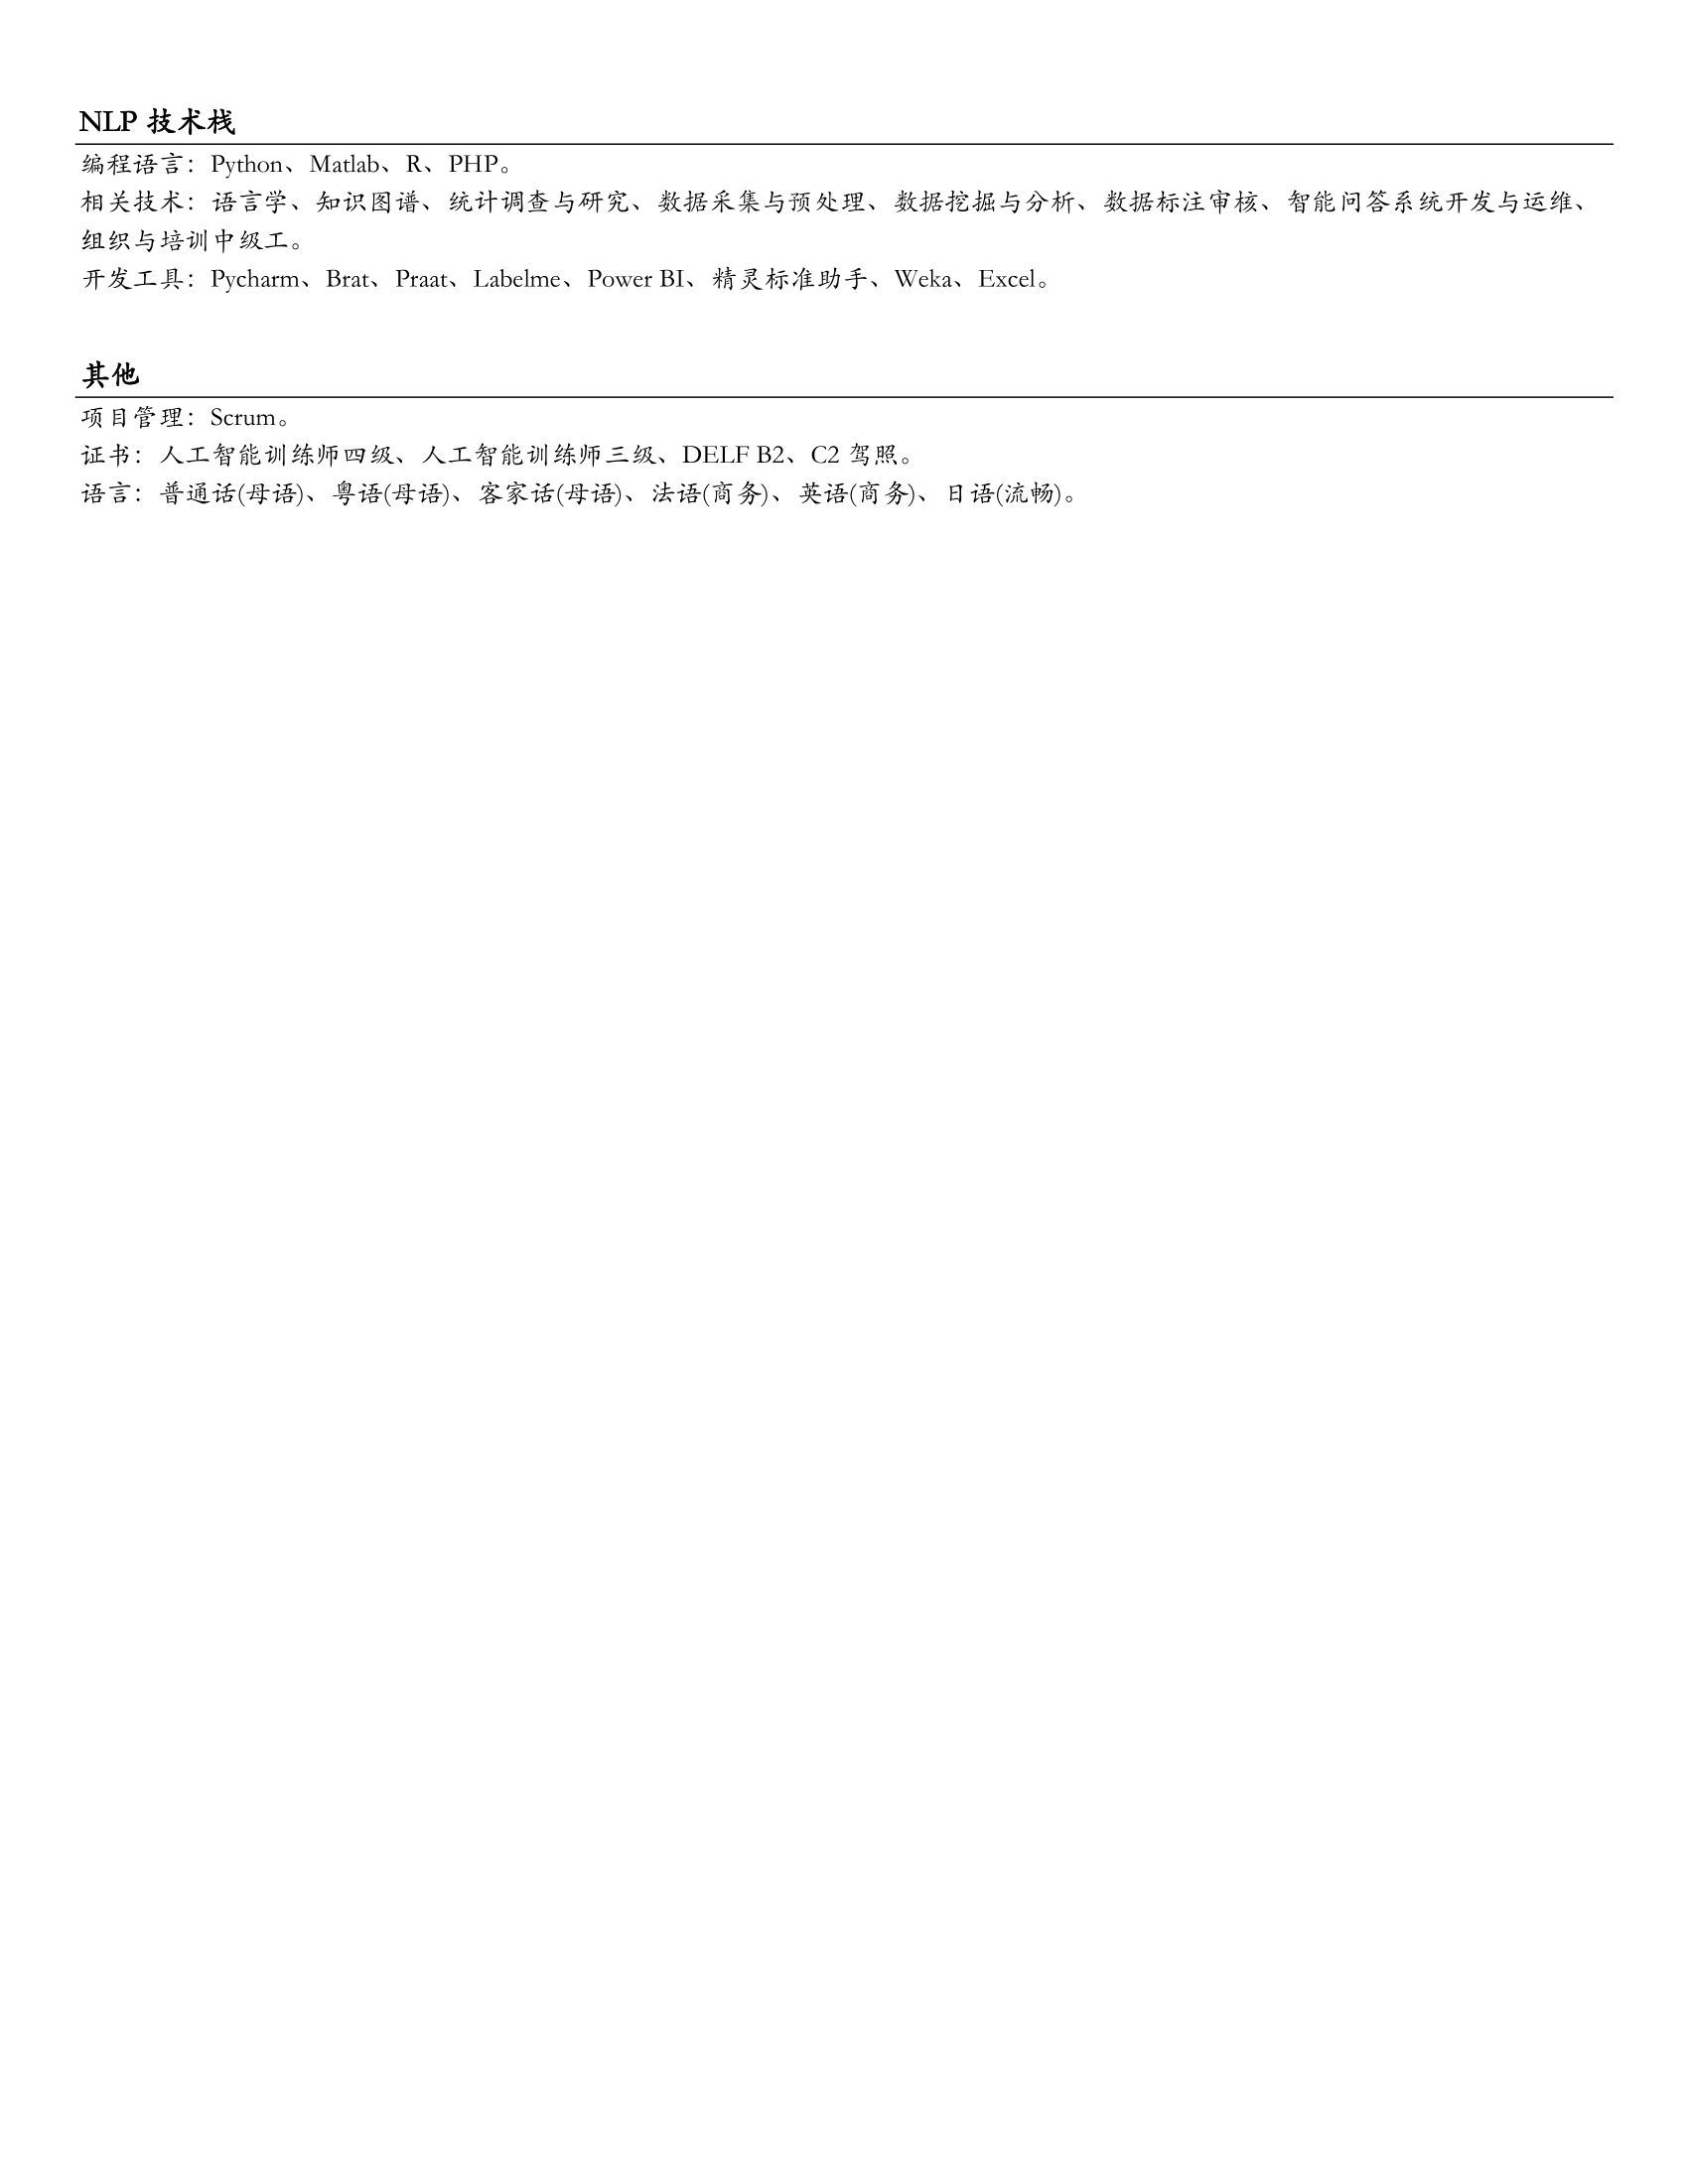 NLP 技术栈
编程语言：Python、Matlab、R、PHP。
相关技术：语言学、知识图谱、统计调查与研究、数据采集与预处理、数据挖掘与分析、数据标注审核、智能问答系统开发与运维、
组织与培训中级工。
开发工具：Pycharm、Brat、Praat、Labelme、Power BI、精灵标准助手、Weka、Excel。
其他
项目管理：Scrum。
证书：人工智能训练师四级、人工智能训练师三级、DELF B2、C2 驾照。
语言：普通话(母语)、粤语(母语)、客家话(母语)、法语(商务)、英语(商务)、日语(流畅)。